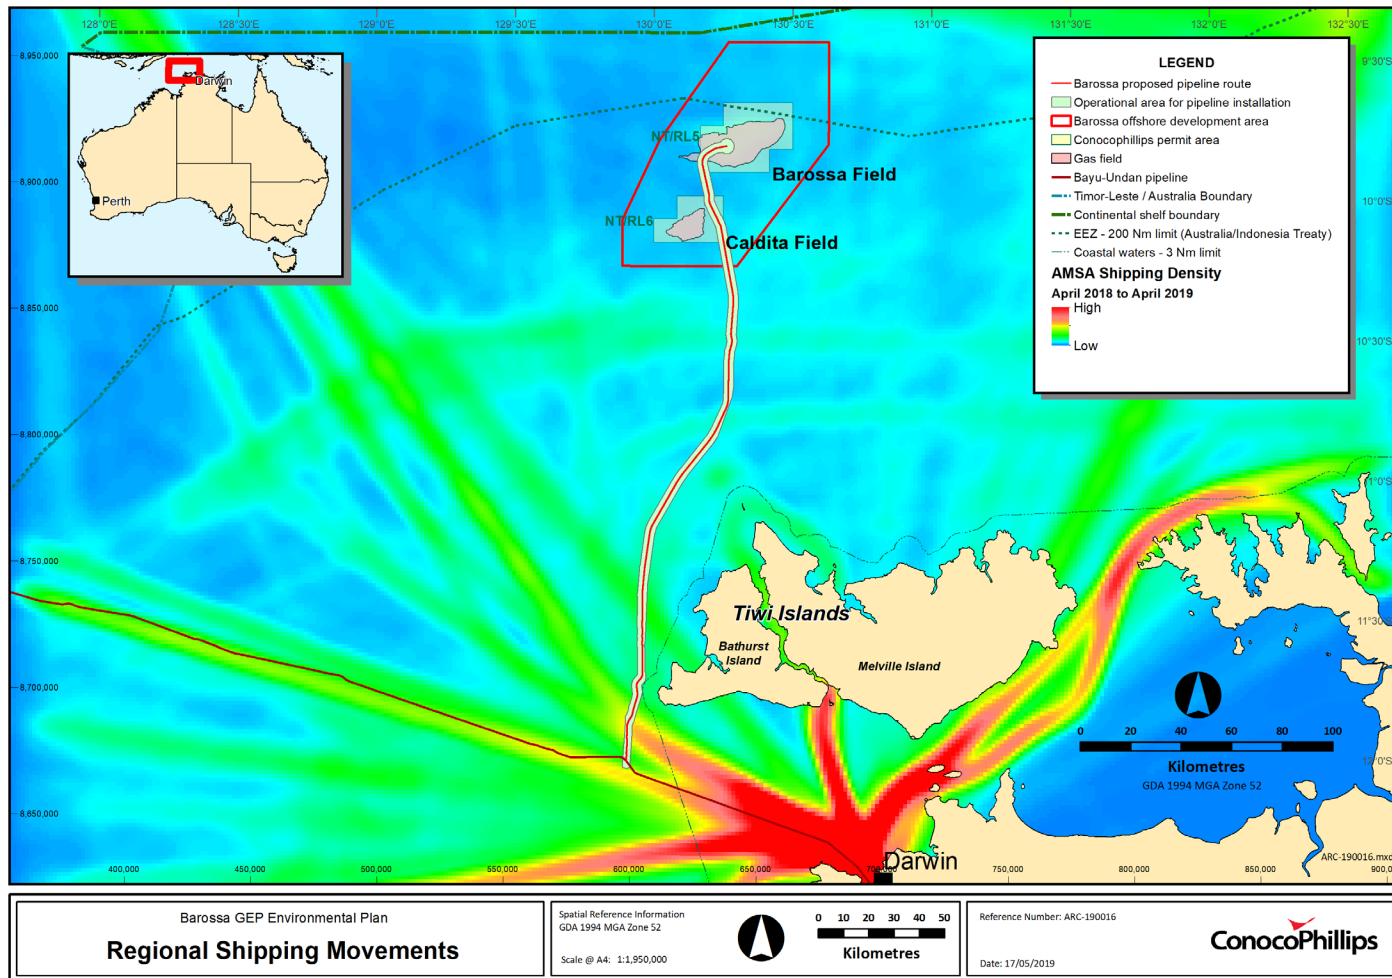 128°0'E
128°30'E
129°0'E
129°30'E
130°0'E
130°30'E
131°0'E
131°30'E
132°0'E
132°30'E
8,950,000
8,900,000
8,850,000
8,800,000
8,750,000
8,700,000
8,650,000
9°30'S
10°0'S
10°30'S
11°30'S
12°0'S
Darwin
Perth
LEGEND
Barossa proposed pipeline route
Operational area for pipeline installation
Barossa offshore development area
Conocophillips permit area
Gas field
Bayu-Undan pipeline
Timor-Leste / Australia Boundary
Continental shelf boundary
EEZ - 200 Nm limit (Australia/Indonesia Treaty)
Coastal waters - 3 Nm limit
AMSA Shipping Density
April 2018 to April 2019
High
Low
NT/RL5
Barossa Field
NT/RL6
Caldita Field
Tiwi Islands
Bathurst
Island
Melville Island
0 20 40 60 80 100
Kilometres
GDA 1994 MGA Zone 52
Darwin
ARC-190016.mxd
400,000
450,000
500,000
550,000
600,000
650,000
700,000
750,000
800,000
850,000
Barossa GEP Environmental Plan
Regional Shipping Movements
Spatial Reference Information
GDA 1994 MGA Zone 52
Scale @ A4: 1:1,950,000
0 10 20 30 40 50
Kilometres
Reference Number: ARC-190016
Date: 17/05/2019
ConocoPhillips